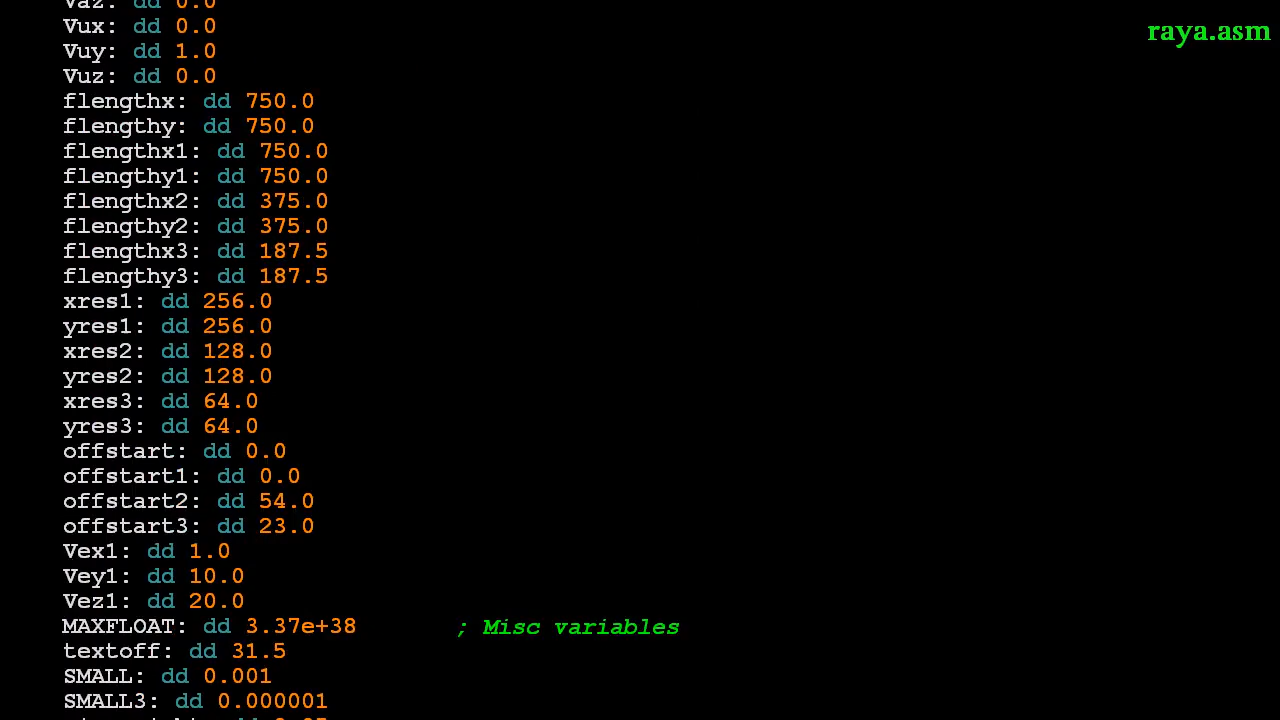 Vaz: dd 0.0
Vux: dd 0.0
raya.asm
Vuy: dd 1.0
Vuz: dd 0.0
flengthx: dd 750.0
flengthy: dd 750.0
flengthx1: dd 750.0
flengthy1: dd 750.0
flengthx2: dd 375.0
flengthy2: dd 375.0
flengthx3: dd 187.5
flengthy3: dd 187.5
xres1: dd 256.0
yres1: dd 256.0
xres2: dd 128.0
yres2: dd 128.0
xres3: dd 64.0
yres3: dd 64.0
offstart: dd 0.0
offstart1: dd 0.0
offstart2: dd 54.0
offstart3: dd 23.0
Vex1: dd 1.0
Vey1: dd 10.0
Vez1: dd 20.0
MAXFLOAT: dd 3.37e+38 ; Misc variables
textoff: dd 31.5
SMALL: dd 0.001
SMALL3: dd 0.000001